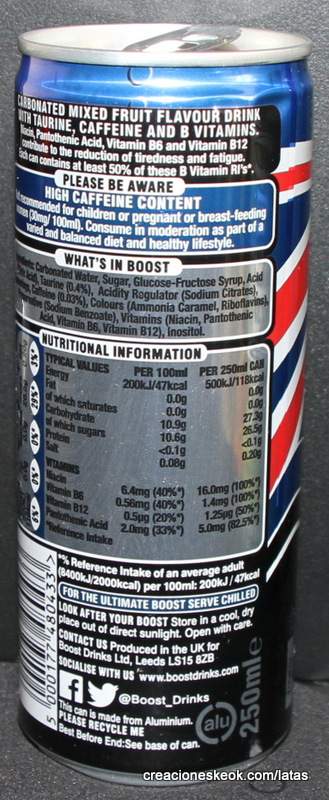 CARBONATED MIXED FRUIT FLAVOUR DRINK
WITH TAURINE, CAFFEINE AND B VITAMINS.
Niacin, Pantothenic Acid, Vitamin B6 and Vitamin B12
contribute to the reduction of tiredness and fatigue.
Each can contains at least 50% of these B Vitamin RI's*.
PLEASE BE AWARE
HIGH CAFFEINE CONTENT
recommended for children or pregnant or breast-feeding
women (30mg/ 100ml). Consume in moderation as part of a
varied and balanced diet and healthy lifestyle.
WHAT'S IN BOOST
Carbonated Water, Sugar, Glucose-Fructose Syrup, Acid
Acid, Taurine (0.4%), Acidity Regulator (Sodium Citrates),
Caffeine (0.03%), Colours (Ammonia Caramel, Riboflavins),
(Sodium Benzoate), Vitamins (Niacin, Pantothenic
Acid, Vitamin B6, Vitamin B12), Inositol.
NUTRITIONAL INFORMATION
TYPICAL VALUES PER 100ml PER 250ml CAN
Energy 200kJ/47kcal 500kJ/118kcal
Fat 0.0g 0.0g
of which saturates 0.0g 0.0g
Carbohydrate 10.9g 27.3g
of which sugars 10.6g 26.5g
Protein <0.1g <0.1g
Salt 0.08g 0.20g
VITAMINS
Niacin 6.4mg (40%*) 16.0mg (100%*)
Vitamin B6 0.56mg (40%*) 1.4mg (100%*)
Vitamin B12 0.5µg (20%*) 1.25µg (50%*)
Pantothenic Acid 2.0mg (33%*) 5.0mg (82.5%*)
*Reference Intake
*% Reference Intake of an average adult
(8400kJ/2000kcal) per 100ml: 200kJ / 47kcal
FOR THE ULTIMATE BOOST SERVE CHILLED
LOOK AFTER YOUR BOOST Store in a cool, dry
place out of direct sunlight. Open with care.
CONTACT US Produced in the UK for
Boost Drinks Ltd, Leeds LS15 8ZB
SOCIALISE WITH US www.boostdrinks.com
f @Boost_Drinks
This can is made from Aluminium.
PLEASE RECYCLE ME
Best Before End:See base of can.
alu
250ml e
5 000177 480433 >
creacioneskeok.com/latas